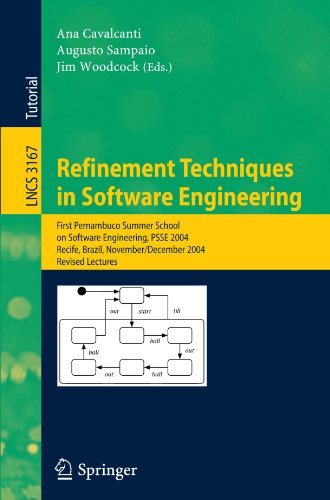 Ana Cavalcanti
Augusto Sampaio
Jim Woodcock (Eds.)
Tutorial
LNCS 3167
Refinement Techniques
in Software Engineering
First Pernambuco Summer School
on Software Engineering, PSSE 2004
Recife, Brazil, November/December 2004
Revised Lectures
out
start
tilt
ball
out
ball
out
ball
Springer